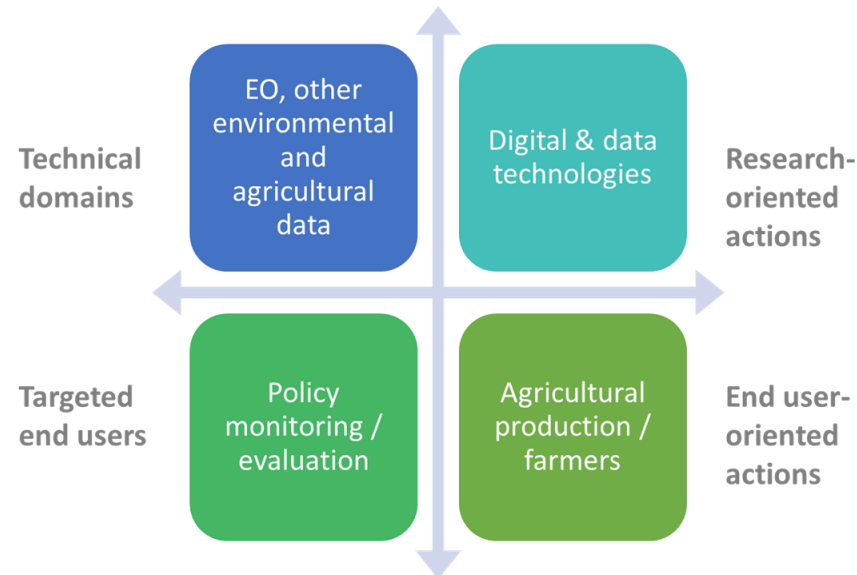 Technical
domains
EO, other
environmental
and
agricultural
data
Digital & data
technologies
Research-
oriented
actions
Targeted
end users
Policy
monitoring /
evaluation
Agricultural
production /
farmers
End user-
oriented
actions